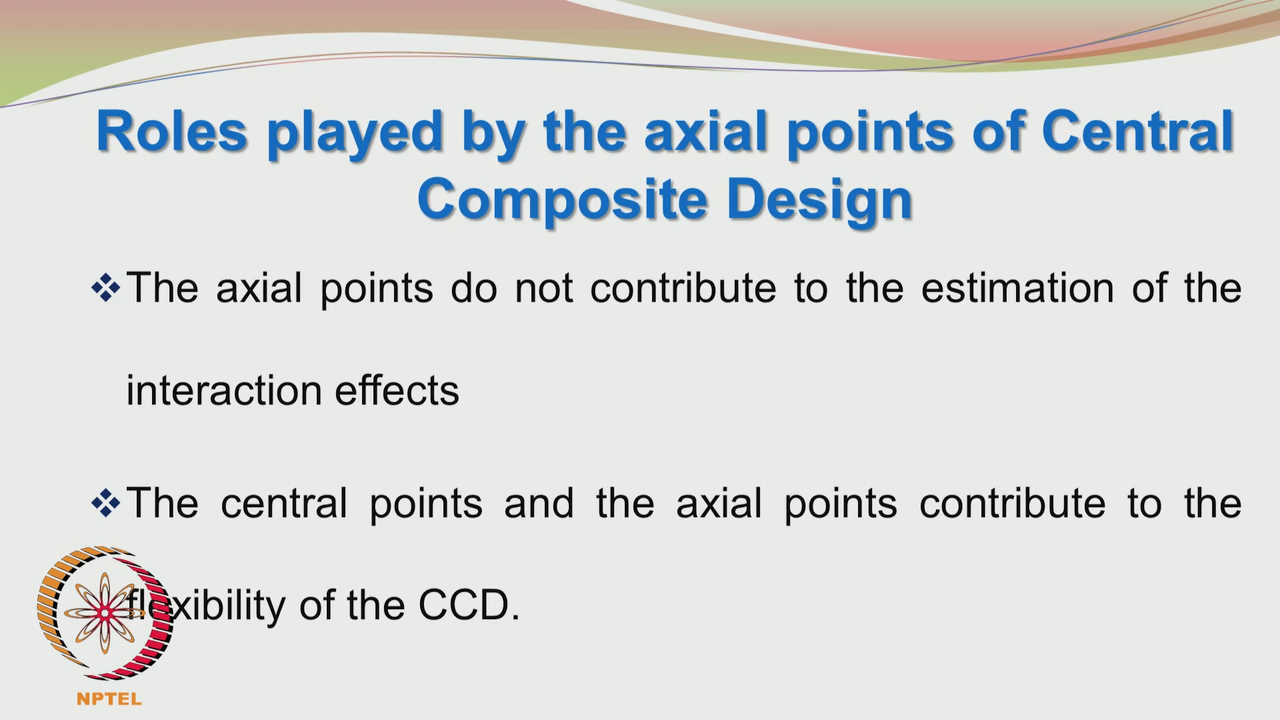 Roles played by the axial points of Central
Composite Design
The axial points do not contribute to the estimation of the
interaction effects
The central points and the axial points contribute to the
flexibility of the CCD.
NPTEL